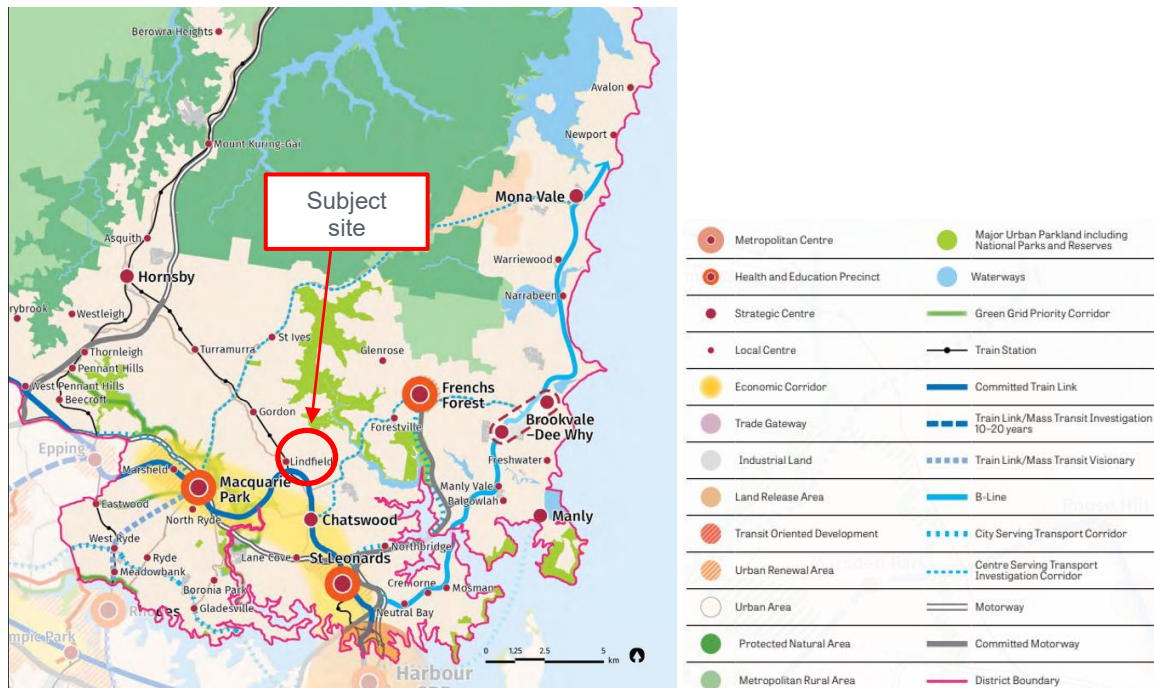 Berowra Heights
Avalon
Newport
Mount Kuring-Gai
Subject
site
Mona Vale
Asquith
Warriewood
Hornsby
Narrabeen
rybrook
Westleigh
St Ives
Glenrose
Thornleigh
Turramurra
Pennant Hills
West Pennant Hills
Frenchs
Forest
Beecroft
Gordon
Forestville
Brookvale
–Dee Why
Epping
Lindfield
Freshwater
Marsfield
Macquarie
Park
Manly Vale
Balgowlah
Eastwood
North Ryde
Chatswood
Manly
West Ryde
Northbridge
Ryde
Lane Cove
St Leonards
Meadowbank
Cremorne
Mosman
Boronia Park
Neutral Bay
Gladesville
mpic Park
Harbour
0 1.25 2.5 5
km
Metropolitan Centre
Health and Education Precinct
Strategic Centre
Local Centre
Economic Corridor
Trade Gateway
Industrial Land
Land Release Area
Transit Oriented Development
Urban Renewal Area
Urban Area
Protected Natural Area
Metropolitan Rural Area
Major Urban Parkland including
National Parks and Reserves
Waterways
Green Grid Priority Corridor
Train Station
Committed Train Link
Train Link/Mass Transit Investigation
10–20 years
Train Link/Mass Transit Visionary
B-Line
City Serving Transport Corridor
Centre Serving Transport
Investigation Corridor
Motorway
Committed Motorway
District Boundary